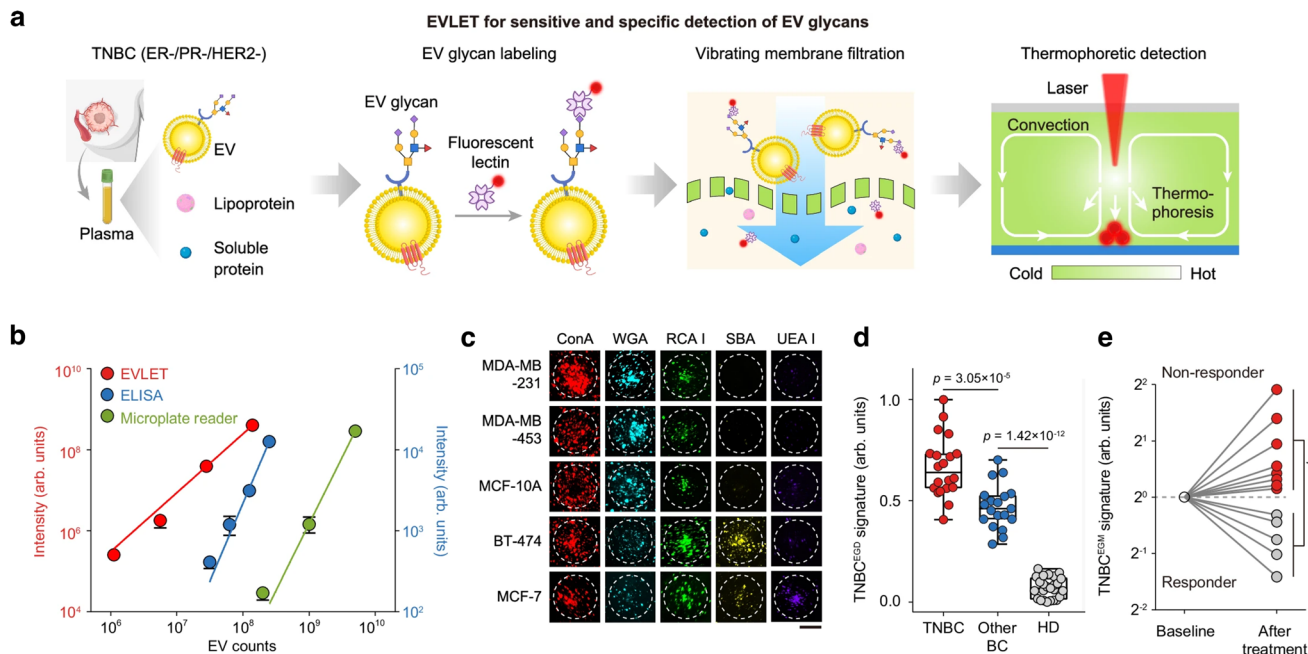 a
EVLET for sensitive and specific detection of EV glycans
TNBC (ER-/PR-/HER2-)
EV
Lipoprotein
Soluble
protein
Plasma
EV glycan labeling
EV glycan
Fluorescent
lectin
Vibrating membrane filtration
Thermophoretic detection
Laser
Convection
Thermo-
phoresis
Cold
Hot
b
EVLET
ELISA
Microplate reader
Intensity (arb. units)
10¹⁰
10⁸
10⁶
10⁴
Intensity (arb. units)
10⁵
10⁴
10³
10²
10⁶
10⁷
10⁸
10⁹
10¹⁰
EV counts
c
ConA
WGA
RCA I
SBA
UEA I
MDA-MB
-231
MDA-MB
-453
MCF-10A
BT-474
MCF-7
d
TNBCᴱᴳᴰ signature (arb. units)
1.0
0.5
0.0
p = 3.05×10⁻⁵
p = 1.42×10⁻¹²
TNBC
Other
BC
HD
e
TNBCᴱᴳᴹ signature (arb. units)
2²
2¹
2⁰
2⁻¹
2⁻²
Non-responder
Responder
Baseline
After
treatment